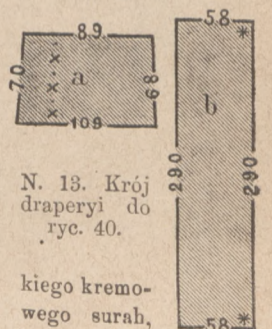 89
70
a
68
109
N. 13. Krój
draperyi do
ryc. 40.
kiego kremo-
wego surah,
58
b
290
290
58